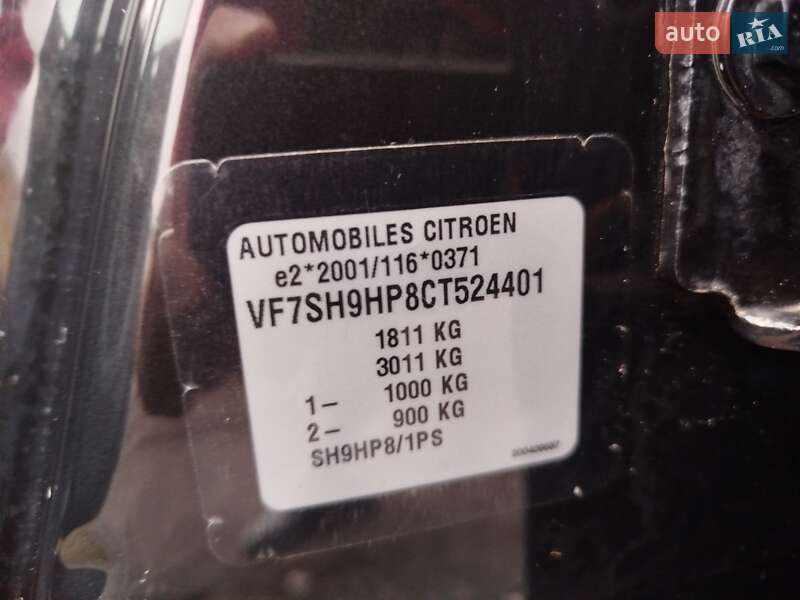 auto RIA.com
AUTOMOBILES CITROEN
e2*2001/116*0371
VF7SH9HP8CT524401
1811 KG
3011 KG
1- 1000 KG
2- 900 KG
SH9HP8/1PS